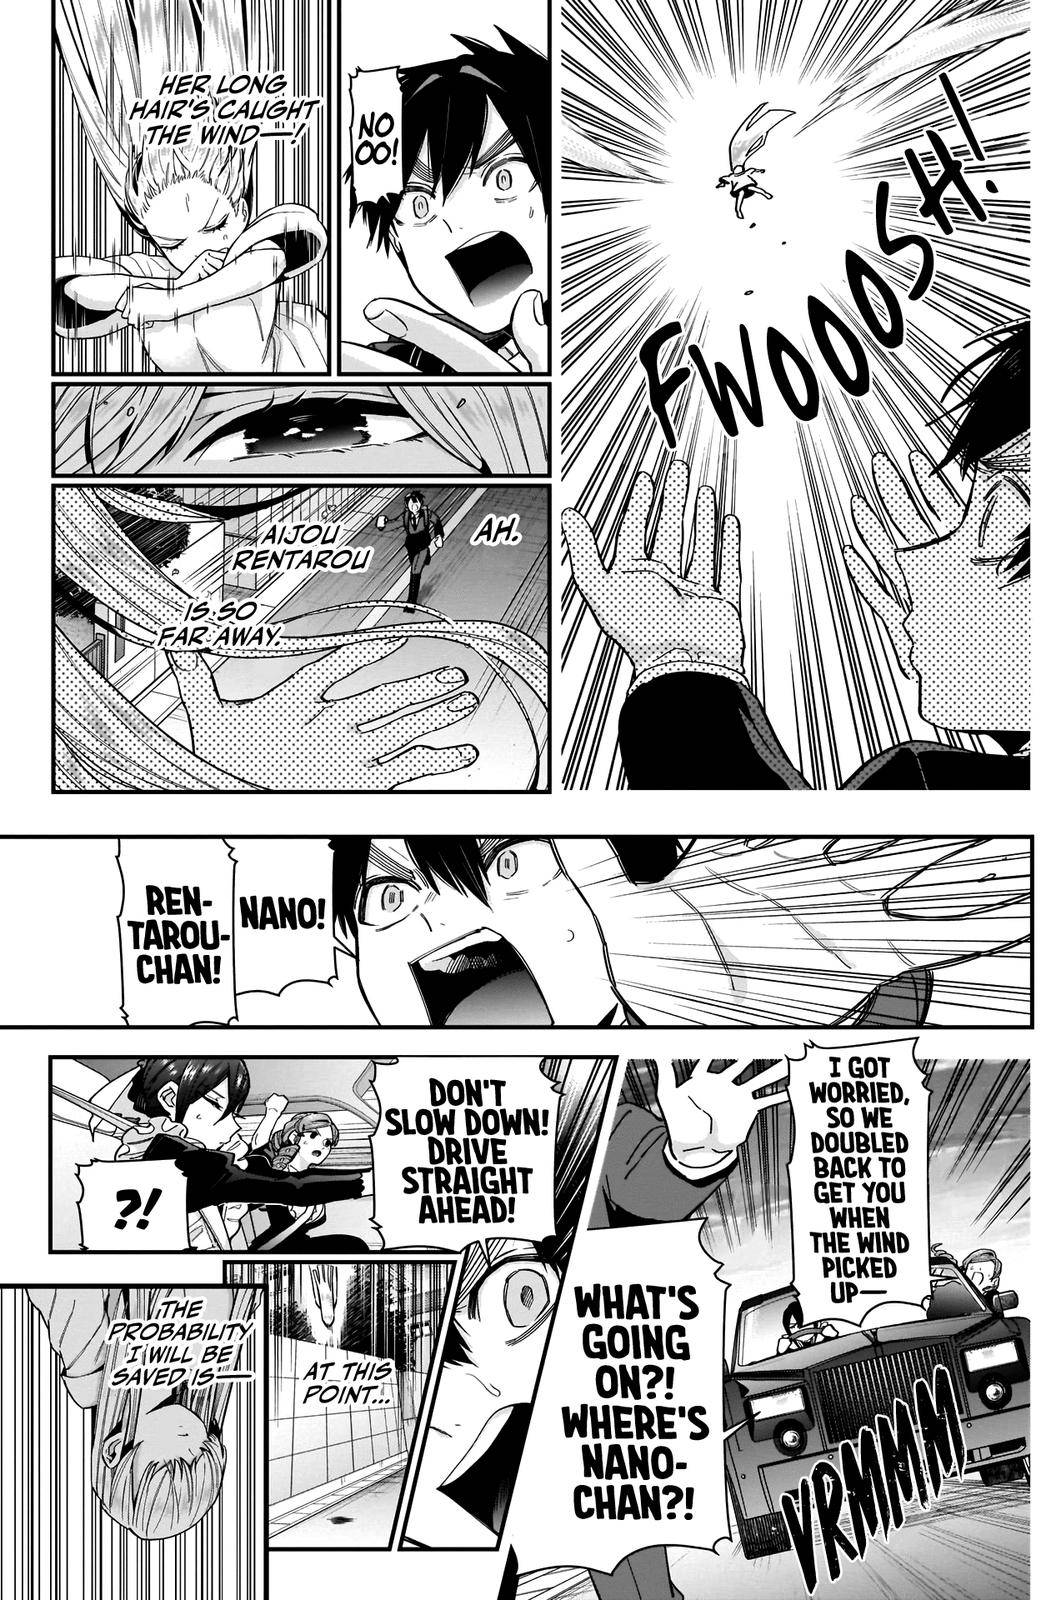 FWOOOSH!
NO
OO!
HER LONG
HAIR'S CAUGHT
THE WIND—!
AH.
AIJOU
RENTAROU
IS SO
FAR AWAY.
NANO!
REN-
TAROU-
CHAN!
I GOT
WORRIED,
SO WE
DOUBLED
BACK TO
GET YOU
WHEN
THE WIND
PICKED
UP—
WHAT'S
GOING
ON?!
WHERE'S
NANO-
CHAN?!
VRMMMM
DON'T
SLOW DOWN!
DRIVE
STRAIGHT
AHEAD!
?!
AT THIS
POINT...
THE
PROBABILITY
I WILL BE
SAVED IS—